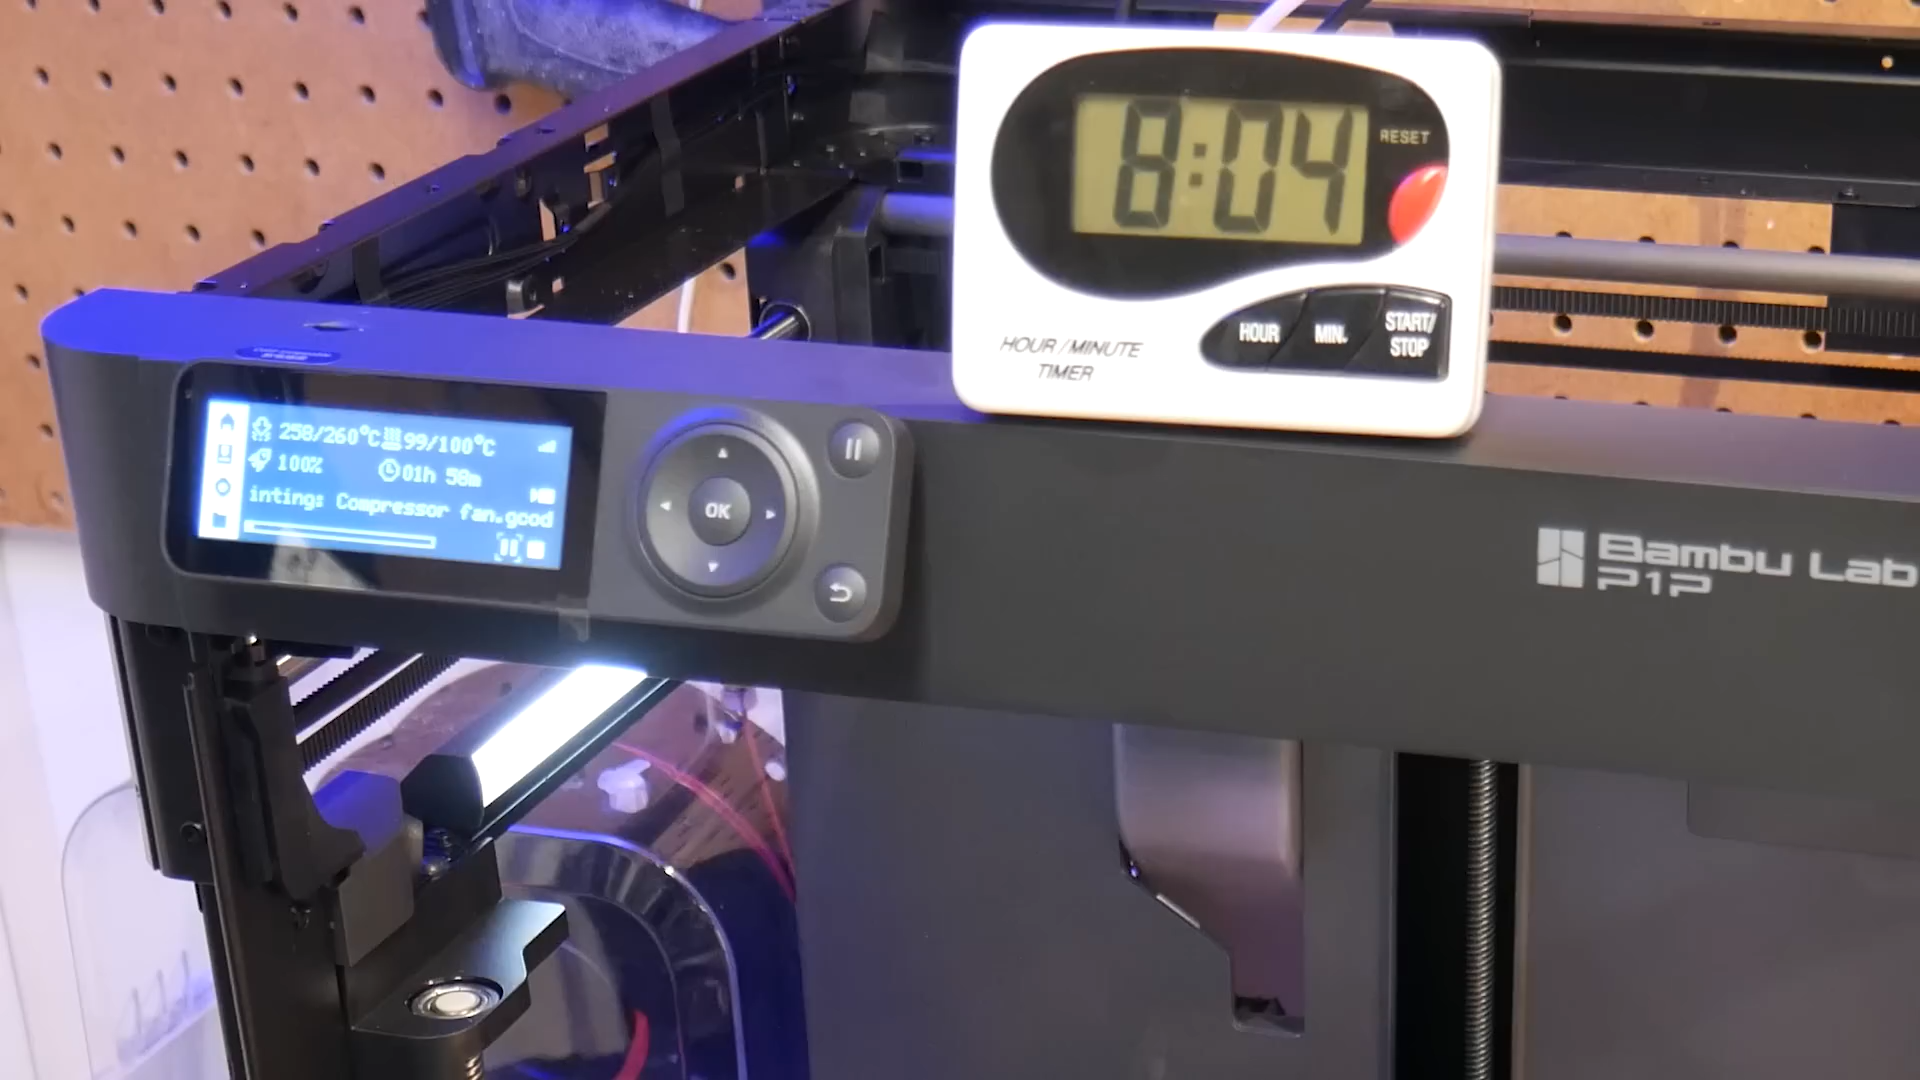 8:04
RESET
HOUR
MIN.
START/
STOP
HOUR/MINUTE
TIMER
258/260°C 99/100°C
100% 01h 58m
inting: Compressor fan.gcod
OK
Bambu Lab
P1P